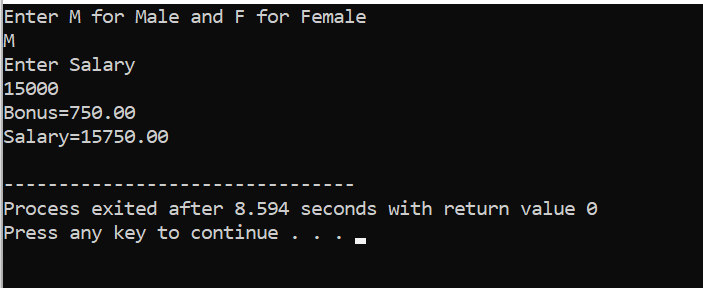 Enter M for Male and F for Female
M
Enter Salary
15000
Bonus=750.00
Salary=15750.00
--------------------------------
Process exited after 8.594 seconds with return value 0
Press any key to continue . . .